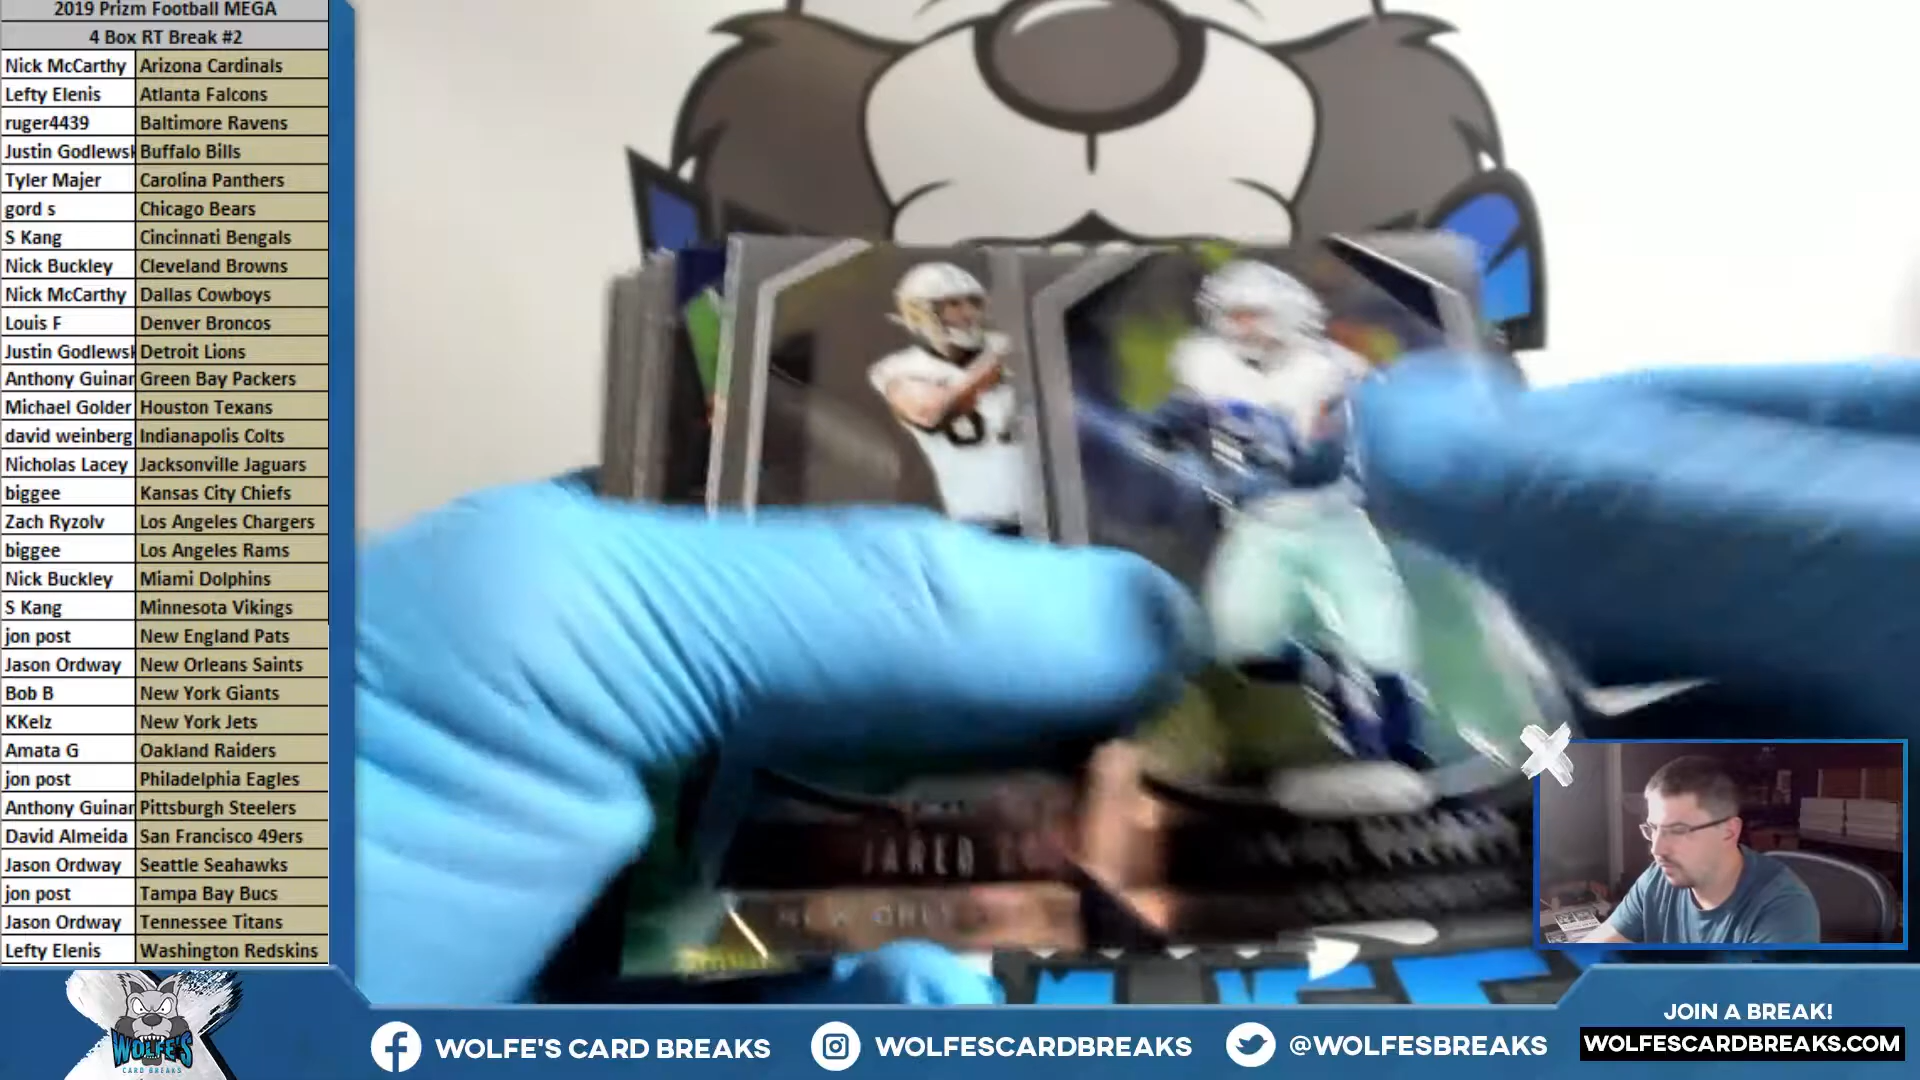 2019 Prizm Football MEGA
4 Box RT Break #2
Nick McCarthy Arizona Cardinals
Lefty Elenis Atlanta Falcons
ruger4439 Baltimore Ravens
Justin Godlewsk Buffalo Bills
Tyler Majer Carolina Panthers
gord s Chicago Bears
S Kang Cincinnati Bengals
Nick Buckley Cleveland Browns
Nick McCarthy Dallas Cowboys
Louis F Denver Broncos
Justin Godlewsk Detroit Lions
Anthony Guinar Green Bay Packers
Michael Golder Houston Texans
david weinberg Indianapolis Colts
Nicholas Lacey Jacksonville Jaguars
biggee Kansas City Chiefs
Zach Ryzolv Los Angeles Chargers
biggee Los Angeles Rams
Nick Buckley Miami Dolphins
S Kang Minnesota Vikings
jon post New England Pats
Jason Ordway New Orleans Saints
Bob B New York Giants
KKelz New York Jets
Amata G Oakland Raiders
jon post Philadelphia Eagles
Anthony Guinar Pittsburgh Steelers
David Almeida San Francisco 49ers
Jason Ordway Seattle Seahawks
jon post Tampa Bay Bucs
Jason Ordway Tennessee Titans
Lefty Elenis Washington Redskins
JARED
NEW
WOLFE'S
CARD BREAKS
WOLFE'S CARD BREAKS
WOLFESCARDBREAKS
@WOLFESBREAKS
JOIN A BREAK!
WOLFESCARDBREAKS.COM